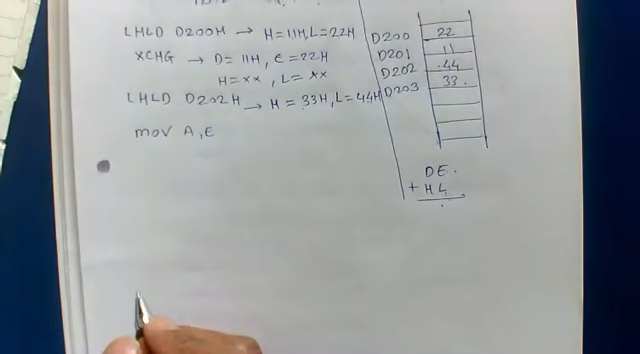 LHLD D200H → H=11H, L=22H
XCHG → D=11H, E=22H
H=xx, L=xx
LHLD D202H → H=33H, L=44H
MOV A,E
D200 22
D201 11
D202 44
D203 33
DE
+ HL